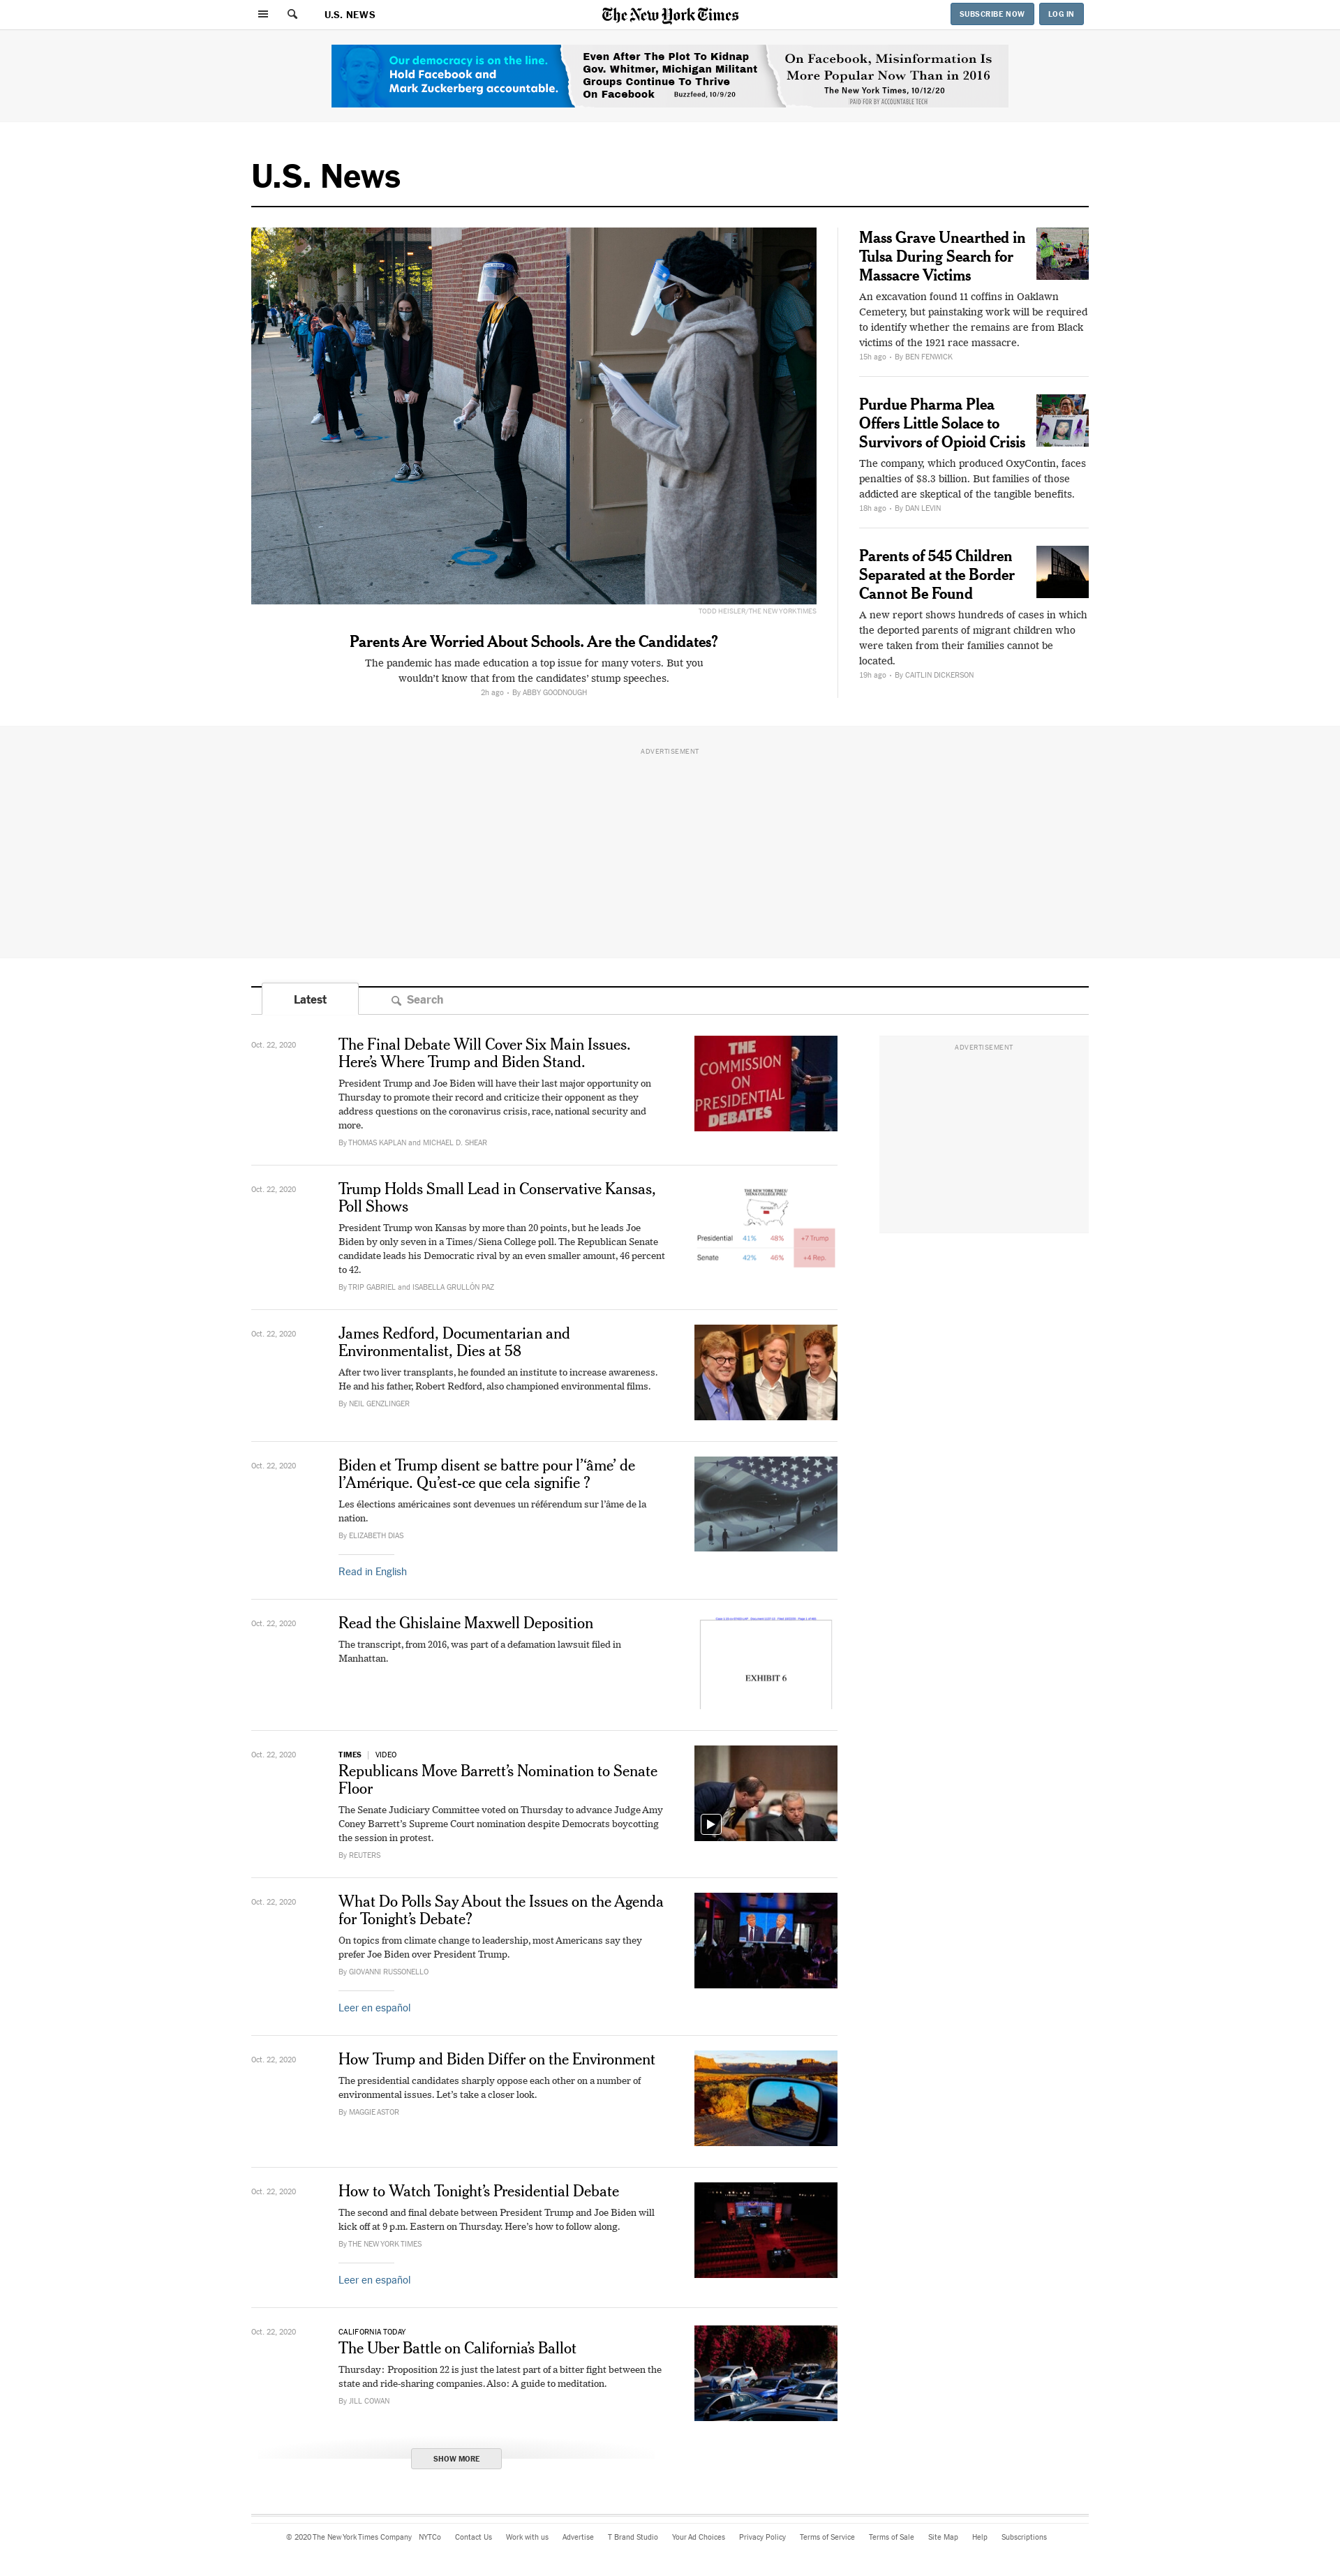 U.S. NEWS
The New York Times
SUBSCRIBE NOW
LOG IN
Our democracy is on the line.
Hold Facebook and
Mark Zuckerberg accountable.
Even After The Plot To Kidnap
Gov. Whitmer, Michigan Militant
Groups Continue To Thrive
On Facebook Buzzfeed, 10/9/20
On Facebook, Misinformation Is
More Popular Now Than in 2016
The New York Times, 10/12/20
PAID FOR BY ACCOUNTABLE TECH
U.S. News
TODD HEISLER/THE NEW YORK TIMES
Parents Are Worried About Schools. Are the Candidates?
The pandemic has made education a top issue for many voters. But you
wouldn’t know that from the candidates’ stump speeches.
2h ago • By ABBY GOODNOUGH
Mass Grave Unearthed in
Tulsa During Search for
Massacre Victims
An excavation found 11 coffins in Oaklawn
Cemetery, but painstaking work will be required
to identify whether the remains are from Black
victims of the 1921 race massacre.
15h ago • By BEN FENWICK
Purdue Pharma Plea
Offers Little Solace to
Survivors of Opioid Crisis
The company, which produced OxyContin, faces
penalties of $8.3 billion. But families of those
addicted are skeptical of the tangible benefits.
18h ago • By DAN LEVIN
Parents of 545 Children
Separated at the Border
Cannot Be Found
A new report shows hundreds of cases in which
the deported parents of migrant children who
were taken from their families cannot be
located.
19h ago • By CAITLIN DICKERSON
ADVERTISEMENT
Latest
Search
ADVERTISEMENT
Oct. 22, 2020
The Final Debate Will Cover Six Main Issues.
Here’s Where Trump and Biden Stand.
President Trump and Joe Biden will have their last major opportunity on
Thursday to promote their record and criticize their opponent as they
address questions on the coronavirus crisis, race, national security and
more.
By THOMAS KAPLAN and MICHAEL D. SHEAR
THE
COMMISSION
ON
PRESIDENTIAL
DEBATES
Oct. 22, 2020
Trump Holds Small Lead in Conservative Kansas,
Poll Shows
President Trump won Kansas by more than 20 points, but he leads Joe
Biden by only seven in a Times/Siena College poll. The Republican Senate
candidate leads his Democratic rival by an even smaller amount, 46 percent
to 42.
By TRIP GABRIEL and ISABELLA GRULLÓN PAZ
THE NEW YORK TIMES/
SIENA COLLEGE POLL
Presidential 41% 48% +7 Trump
Senate 42% 46% +4 Rep.
Oct. 22, 2020
James Redford, Documentarian and
Environmentalist, Dies at 58
After two liver transplants, he founded an institute to increase awareness.
He and his father, Robert Redford, also championed environmental films.
By NEIL GENZLINGER
Oct. 22, 2020
Biden et Trump disent se battre pour l’‘âme’ de
l’Amérique. Qu’est-ce que cela signifie ?
Les élections américaines sont devenues un référendum sur l’âme de la
nation.
By ELIZABETH DIAS
Read in English
Oct. 22, 2020
Read the Ghislaine Maxwell Deposition
The transcript, from 2016, was part of a defamation lawsuit filed in
Manhattan.
EXHIBIT 6
Oct. 22, 2020
TIMES | VIDEO
Republicans Move Barrett’s Nomination to Senate
Floor
The Senate Judiciary Committee voted on Thursday to advance Judge Amy
Coney Barrett’s Supreme Court nomination despite Democrats boycotting
the session in protest.
By REUTERS
Oct. 22, 2020
What Do Polls Say About the Issues on the Agenda
for Tonight’s Debate?
On topics from climate change to leadership, most Americans say they
prefer Joe Biden over President Trump.
By GIOVANNI RUSSONELLO
Leer en español
Oct. 22, 2020
How Trump and Biden Differ on the Environment
The presidential candidates sharply oppose each other on a number of
environmental issues. Let’s take a closer look.
By MAGGIE ASTOR
Oct. 22, 2020
How to Watch Tonight’s Presidential Debate
The second and final debate between President Trump and Joe Biden will
kick off at 9 p.m. Eastern on Thursday. Here’s how to follow along.
By THE NEW YORK TIMES
Leer en español
Oct. 22, 2020
CALIFORNIA TODAY
The Uber Battle on California’s Ballot
Thursday: Proposition 22 is just the latest part of a bitter fight between the
state and ride-sharing companies. Also: A guide to meditation.
By JILL COWAN
SHOW MORE
© 2020 The New York Times Company NYTCo Contact Us Work with us Advertise T Brand Studio Your Ad Choices Privacy Policy Terms of Service Terms of Sale Site Map Help Subscriptions